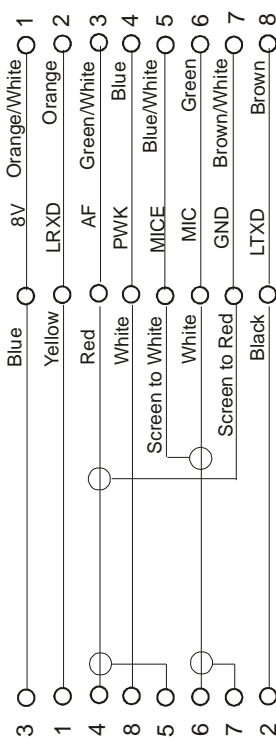 3 Blue 8V Orange/White 1
1 Yellow LRXD Orange 2
4 Red AF Green/White 3
8 White PWK Blue 4
5 Screen to White MICE Blue/White 5
6 White MIC Green 6
7 Screen to Red GND Brown/White 7
2 Black LTXD Brown 8